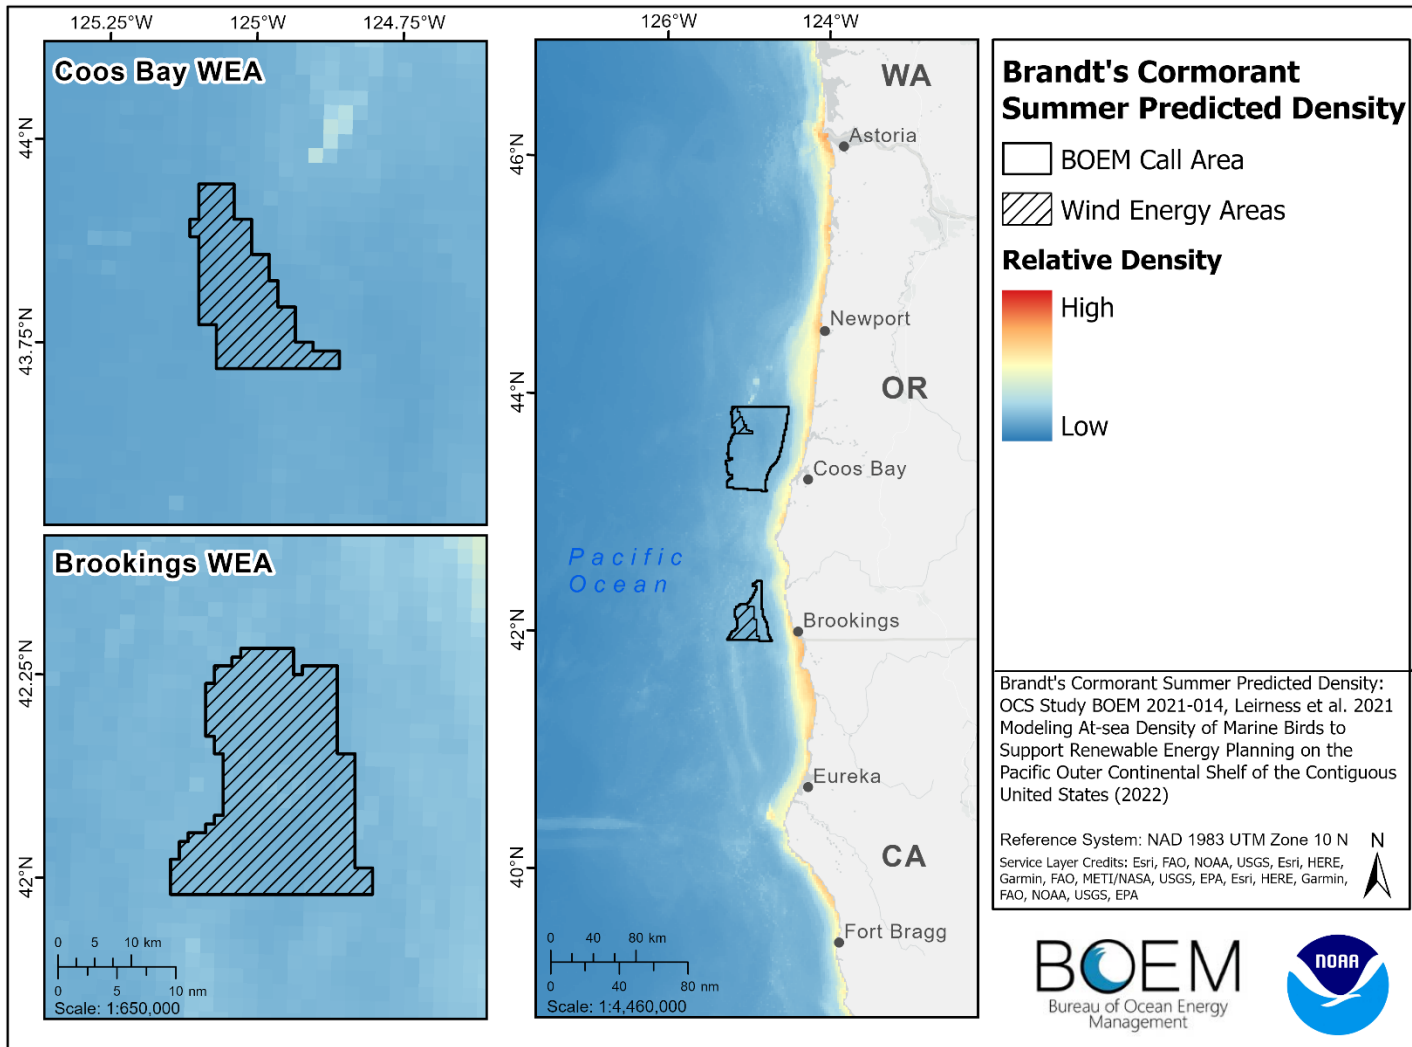 125.25°W
125°W
124.75°W
126°W
124°W
Coos Bay WEA
44°N
43.75°N
Brookings WEA
42.25°N
42°N
0 5 10 km
0 5 10 nm
Scale: 1:650,000
46°N
44°N
42°N
40°N
WA
Astoria
Newport
OR
Coos Bay
Pacific
Ocean
Brookings
Eureka
CA
Fort Bragg
0 40 80 km
0 40 80 nm
Scale: 1:4,460,000
Brandt's Cormorant
Summer Predicted Density
BOEM Call Area
Wind Energy Areas
Relative Density
High
Low
Brandt's Cormorant Summer Predicted Density:
OCS Study BOEM 2021-014, Leirness et al. 2021
Modeling At-sea Density of Marine Birds to
Support Renewable Energy Planning on the
Pacific Outer Continental Shelf of the Contiguous
United States (2022)
Reference System: NAD 1983 UTM Zone 10 N
N
Service Layer Credits: Esri, FAO, NOAA, USGS, Esri, HERE,
Garmin, FAO, METI/NASA, USGS, EPA, Esri, HERE, Garmin,
FAO, NOAA, USGS, EPA
BOEM
Bureau of Ocean Energy
Management
NOAA